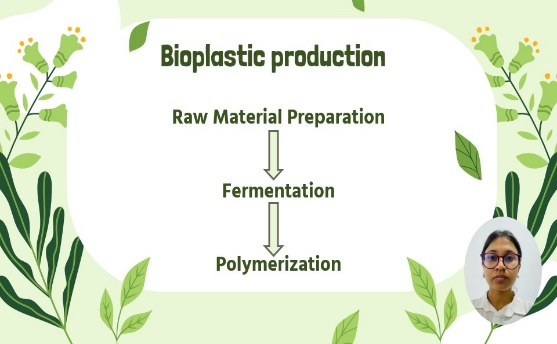 Bioplastic production
Raw Material Preparation
Fermentation
Polymerization